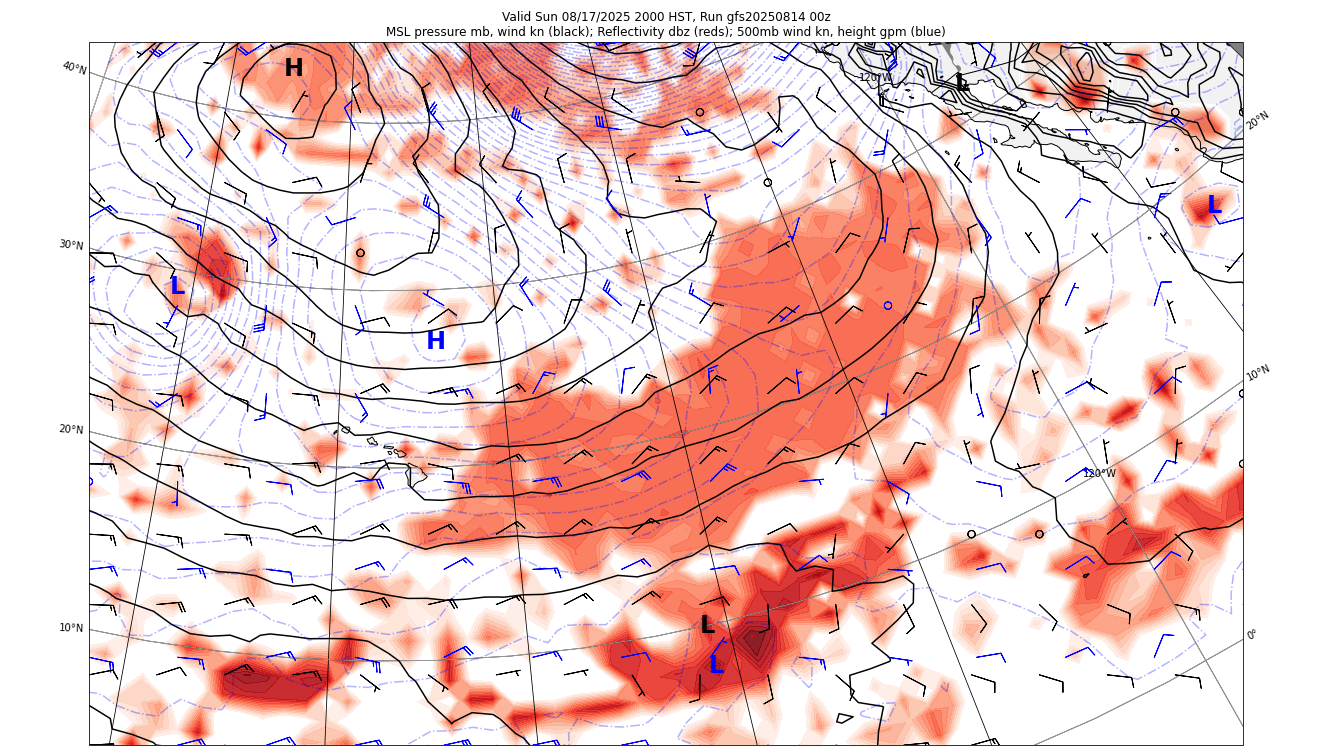 Valid Sun 08/17/2025 2000 HST, Run gfs20250814 00z
MSL pressure mb, wind kn (black); Reflectivity dbz (reds); 500mb wind kn, height gpm (blue)
40°N
H
120°W
L
20°N
L
30°N
L
H
10°N
20°N
120°W
10°N
L
0°
L